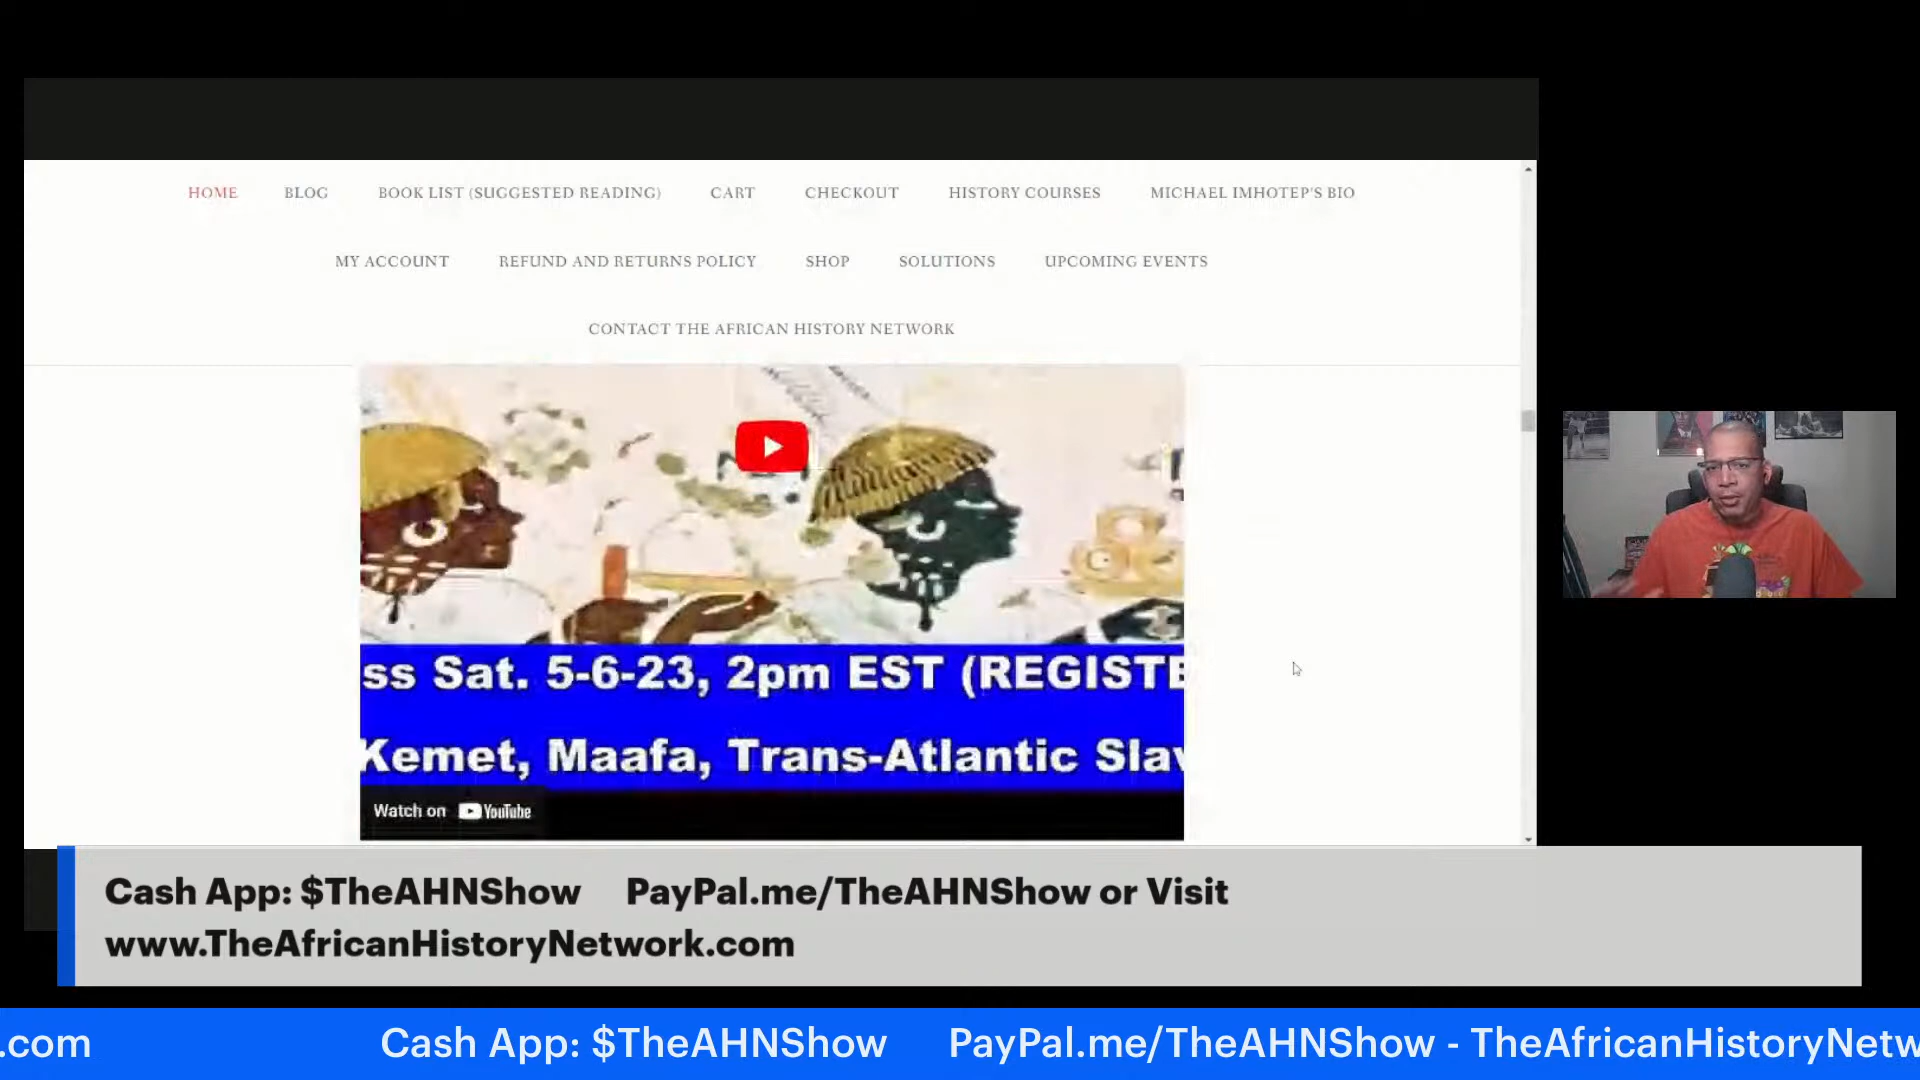 HOME BLOG BOOK LIST (SUGGESTED READING) CART CHECKOUT HISTORY COURSES MICHAEL IMHOTEP'S BIO
MY ACCOUNT REFUND AND RETURNS POLICY SHOP SOLUTIONS UPCOMING EVENTS
CONTACT THE AFRICAN HISTORY NETWORK
ss Sat. 5-6-23, 2pm EST (REGISTE
Kemet, Maafa, Trans-Atlantic Slav
Watch on YouTube
Cash App: $TheAHNShow PayPal.me/TheAHNShow or Visit
www.TheAfricanHistoryNetwork.com
.com Cash App: $TheAHNShow PayPal.me/TheAHNShow - TheAfricanHistoryNetw